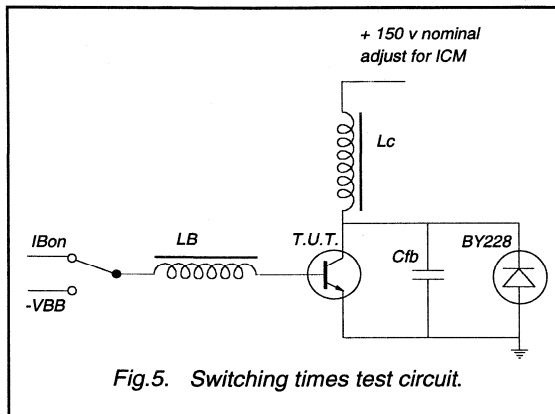 + 150 v nominal
adjust for ICM
Lc
IBon
LB
T.U.T.
BY228
Cfb
-VBB
Fig.5. Switching times test circuit.